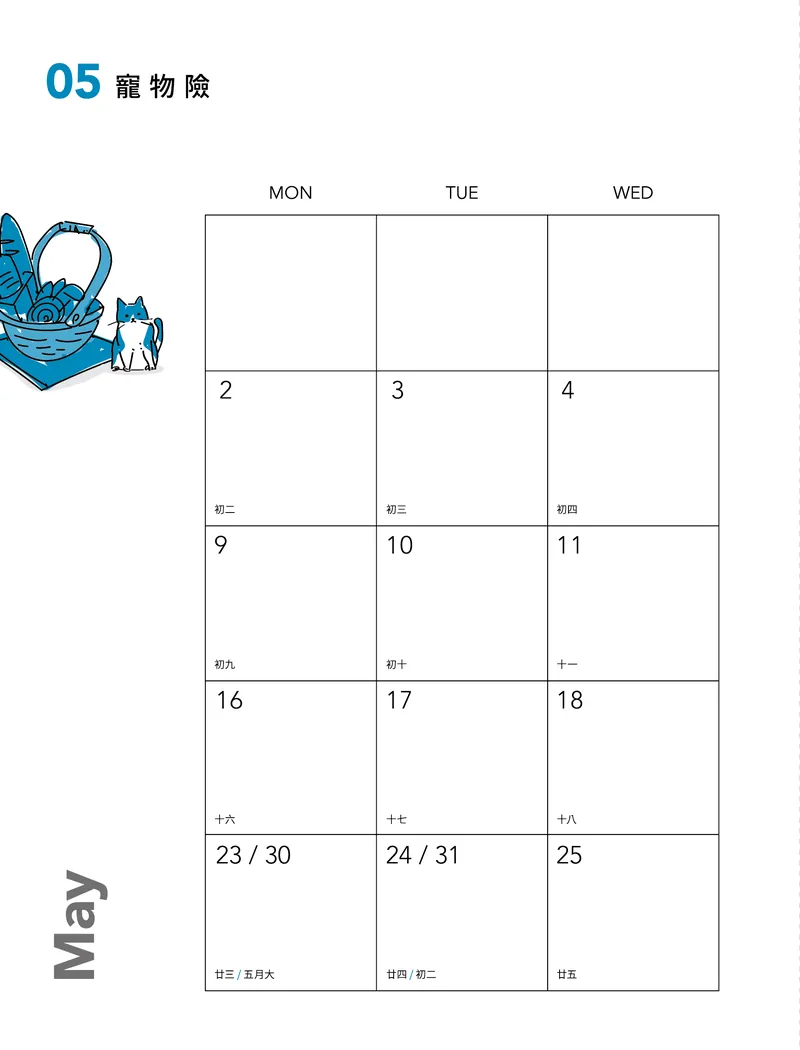 05 寵物險
MON TUE WED
2 3 4
初二 初三 初四
9 10 11
初九 初十 十一
16 17 18
十六 十七 十八
23 / 30 24 / 31 25
廿三 / 五月大 廿四 / 初二 廿五
May